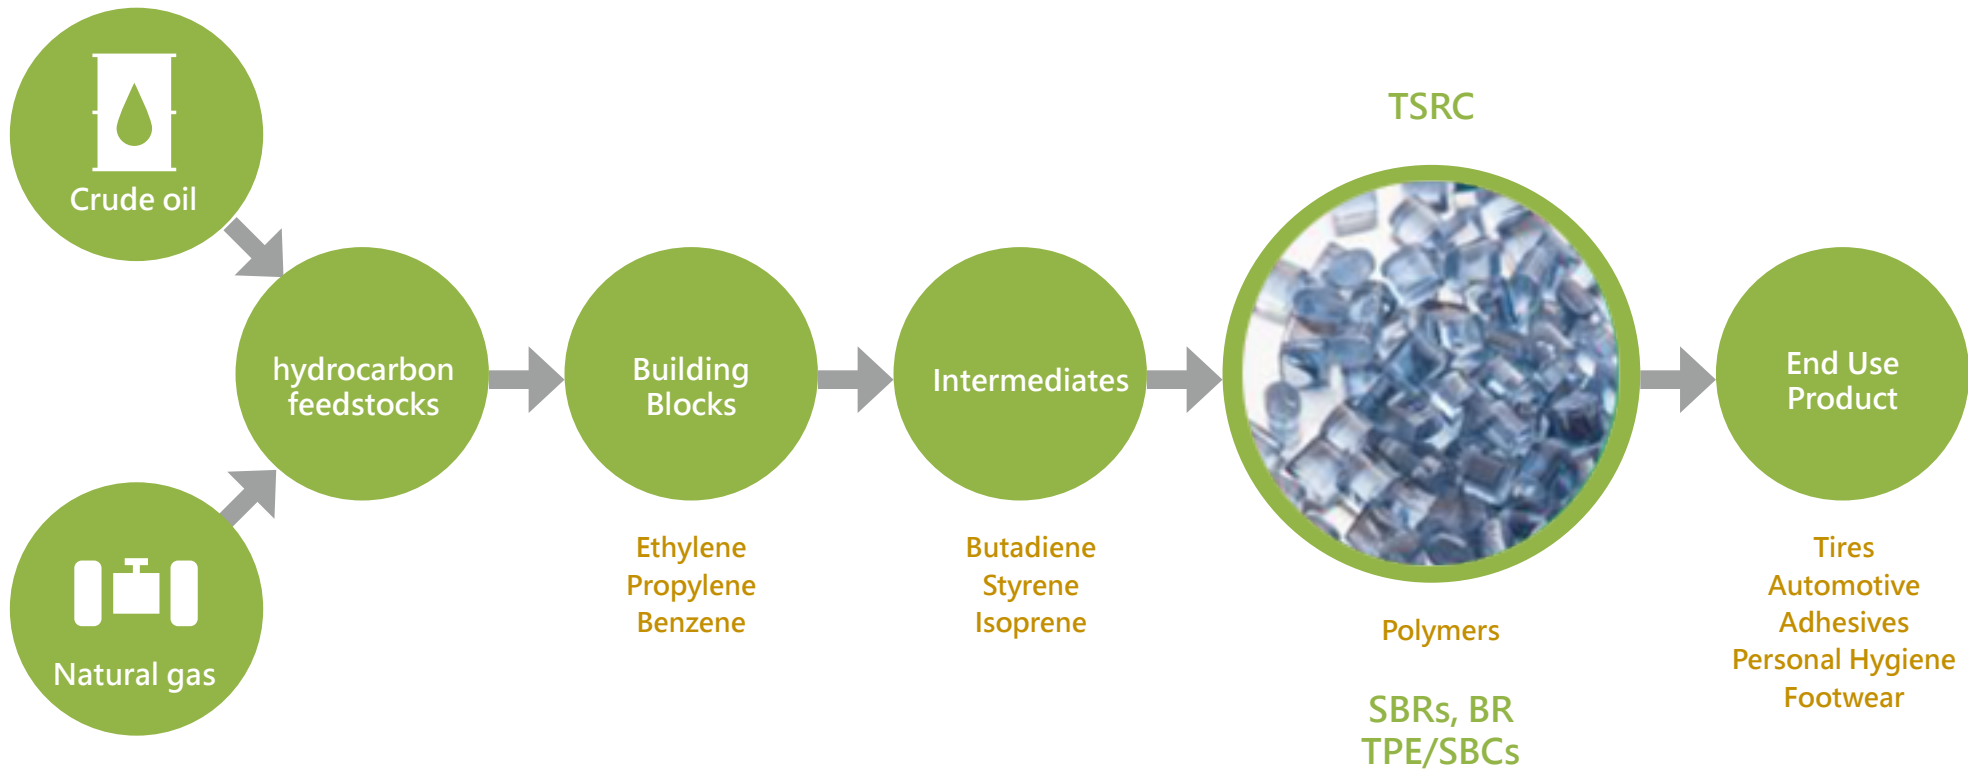 Crude oil
Natural gas
hydrocarbon
feedstocks
Building
Blocks
Ethylene
Propylene
Benzene
Intermediates
Butadiene
Styrene
Isoprene
TSRC
Polymers
SBRs, BR
TPE/SBCs
End Use
Product
Tires
Automotive
Adhesives
Personal Hygiene
Footwear